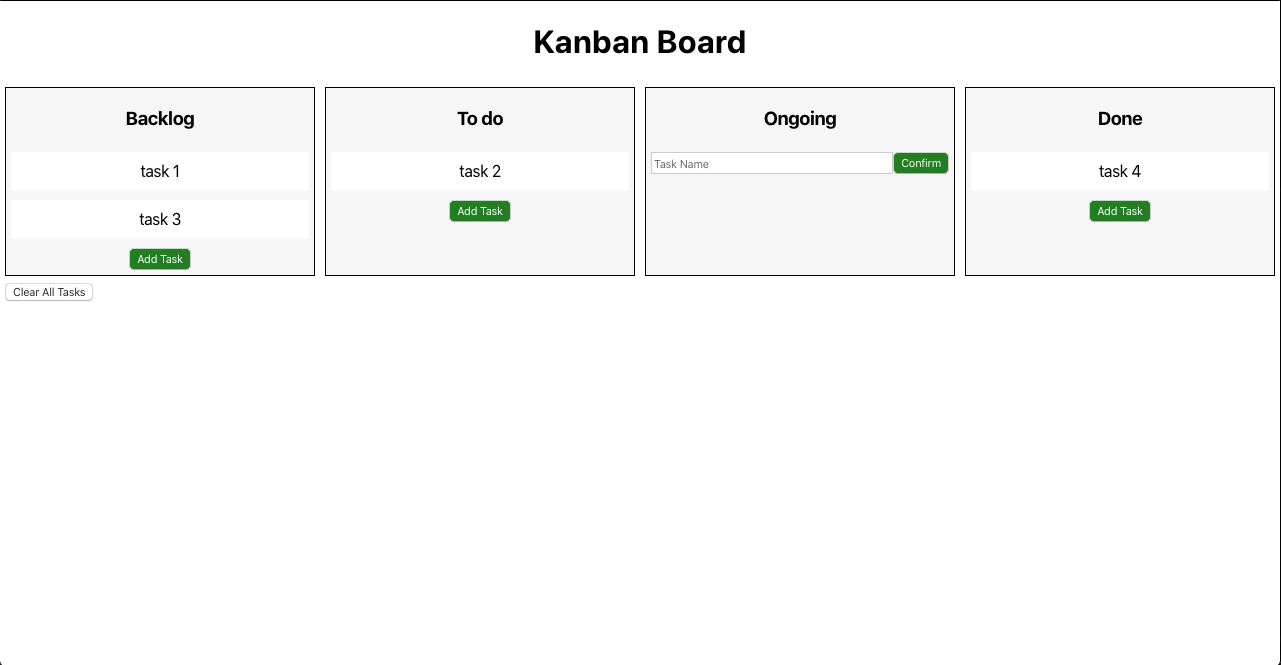 Kanban Board
Backlog
task 1
task 3
Add Task
To do
task 2
Add Task
Ongoing
Task Name
Confirm
Done
task 4
Add Task
Clear All Tasks